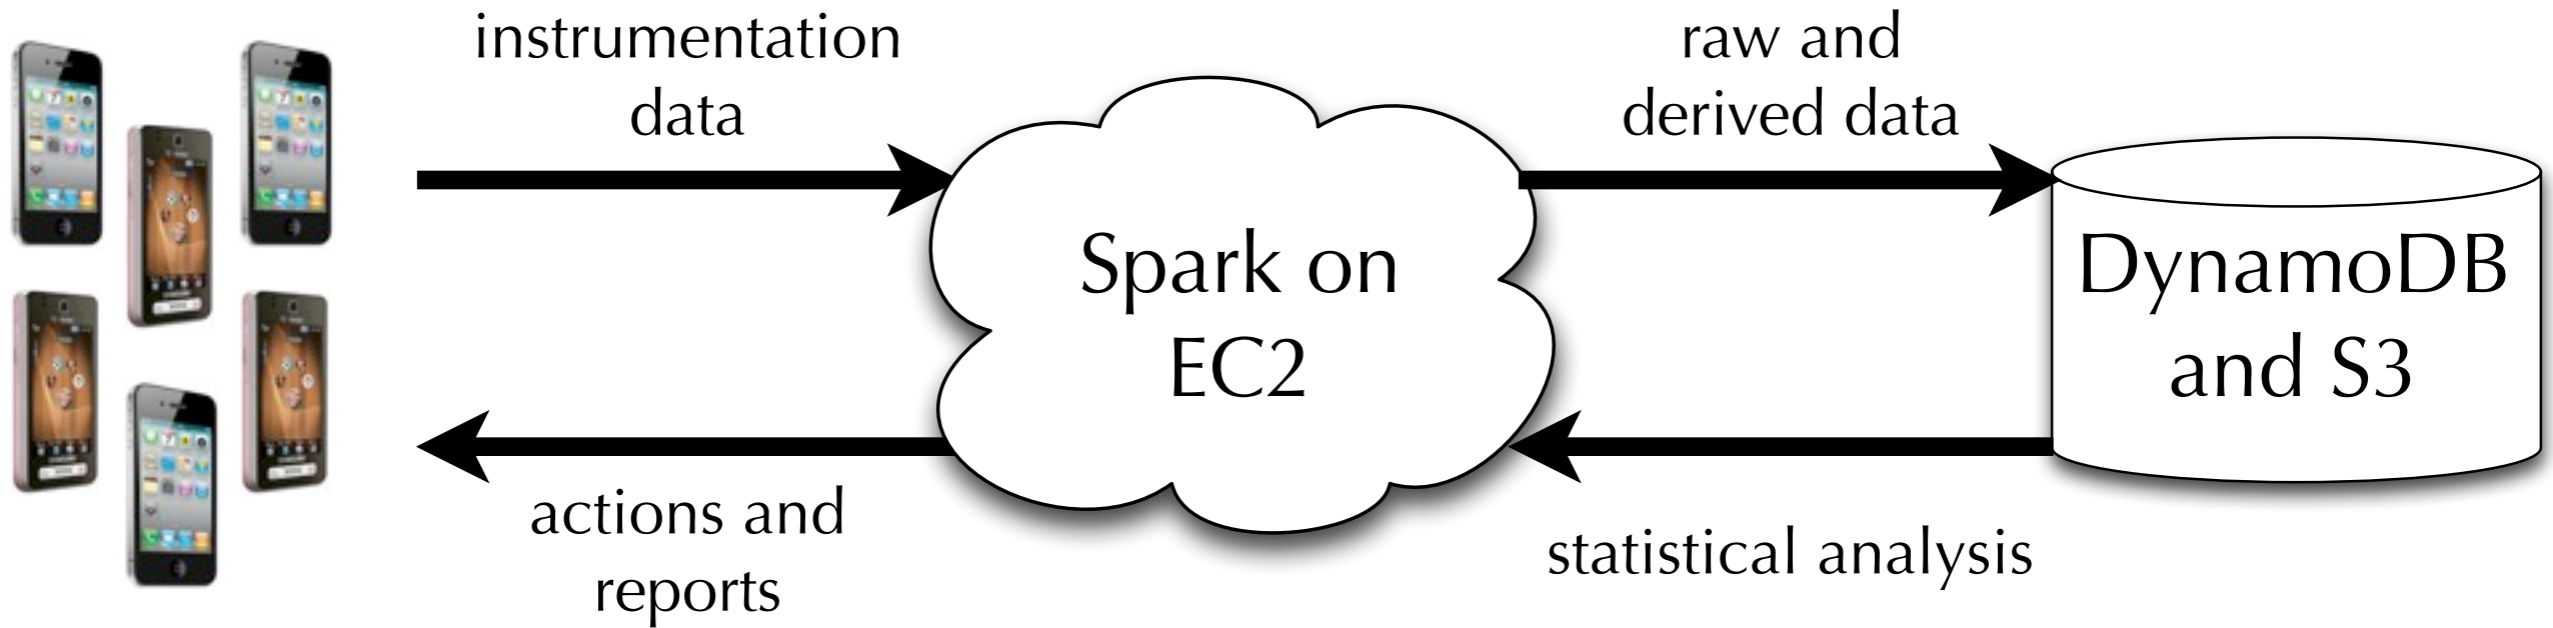 instrumentation
data
raw and
derived data
Spark on
EC2
DynamoDB
and S3
actions and
reports
statistical analysis